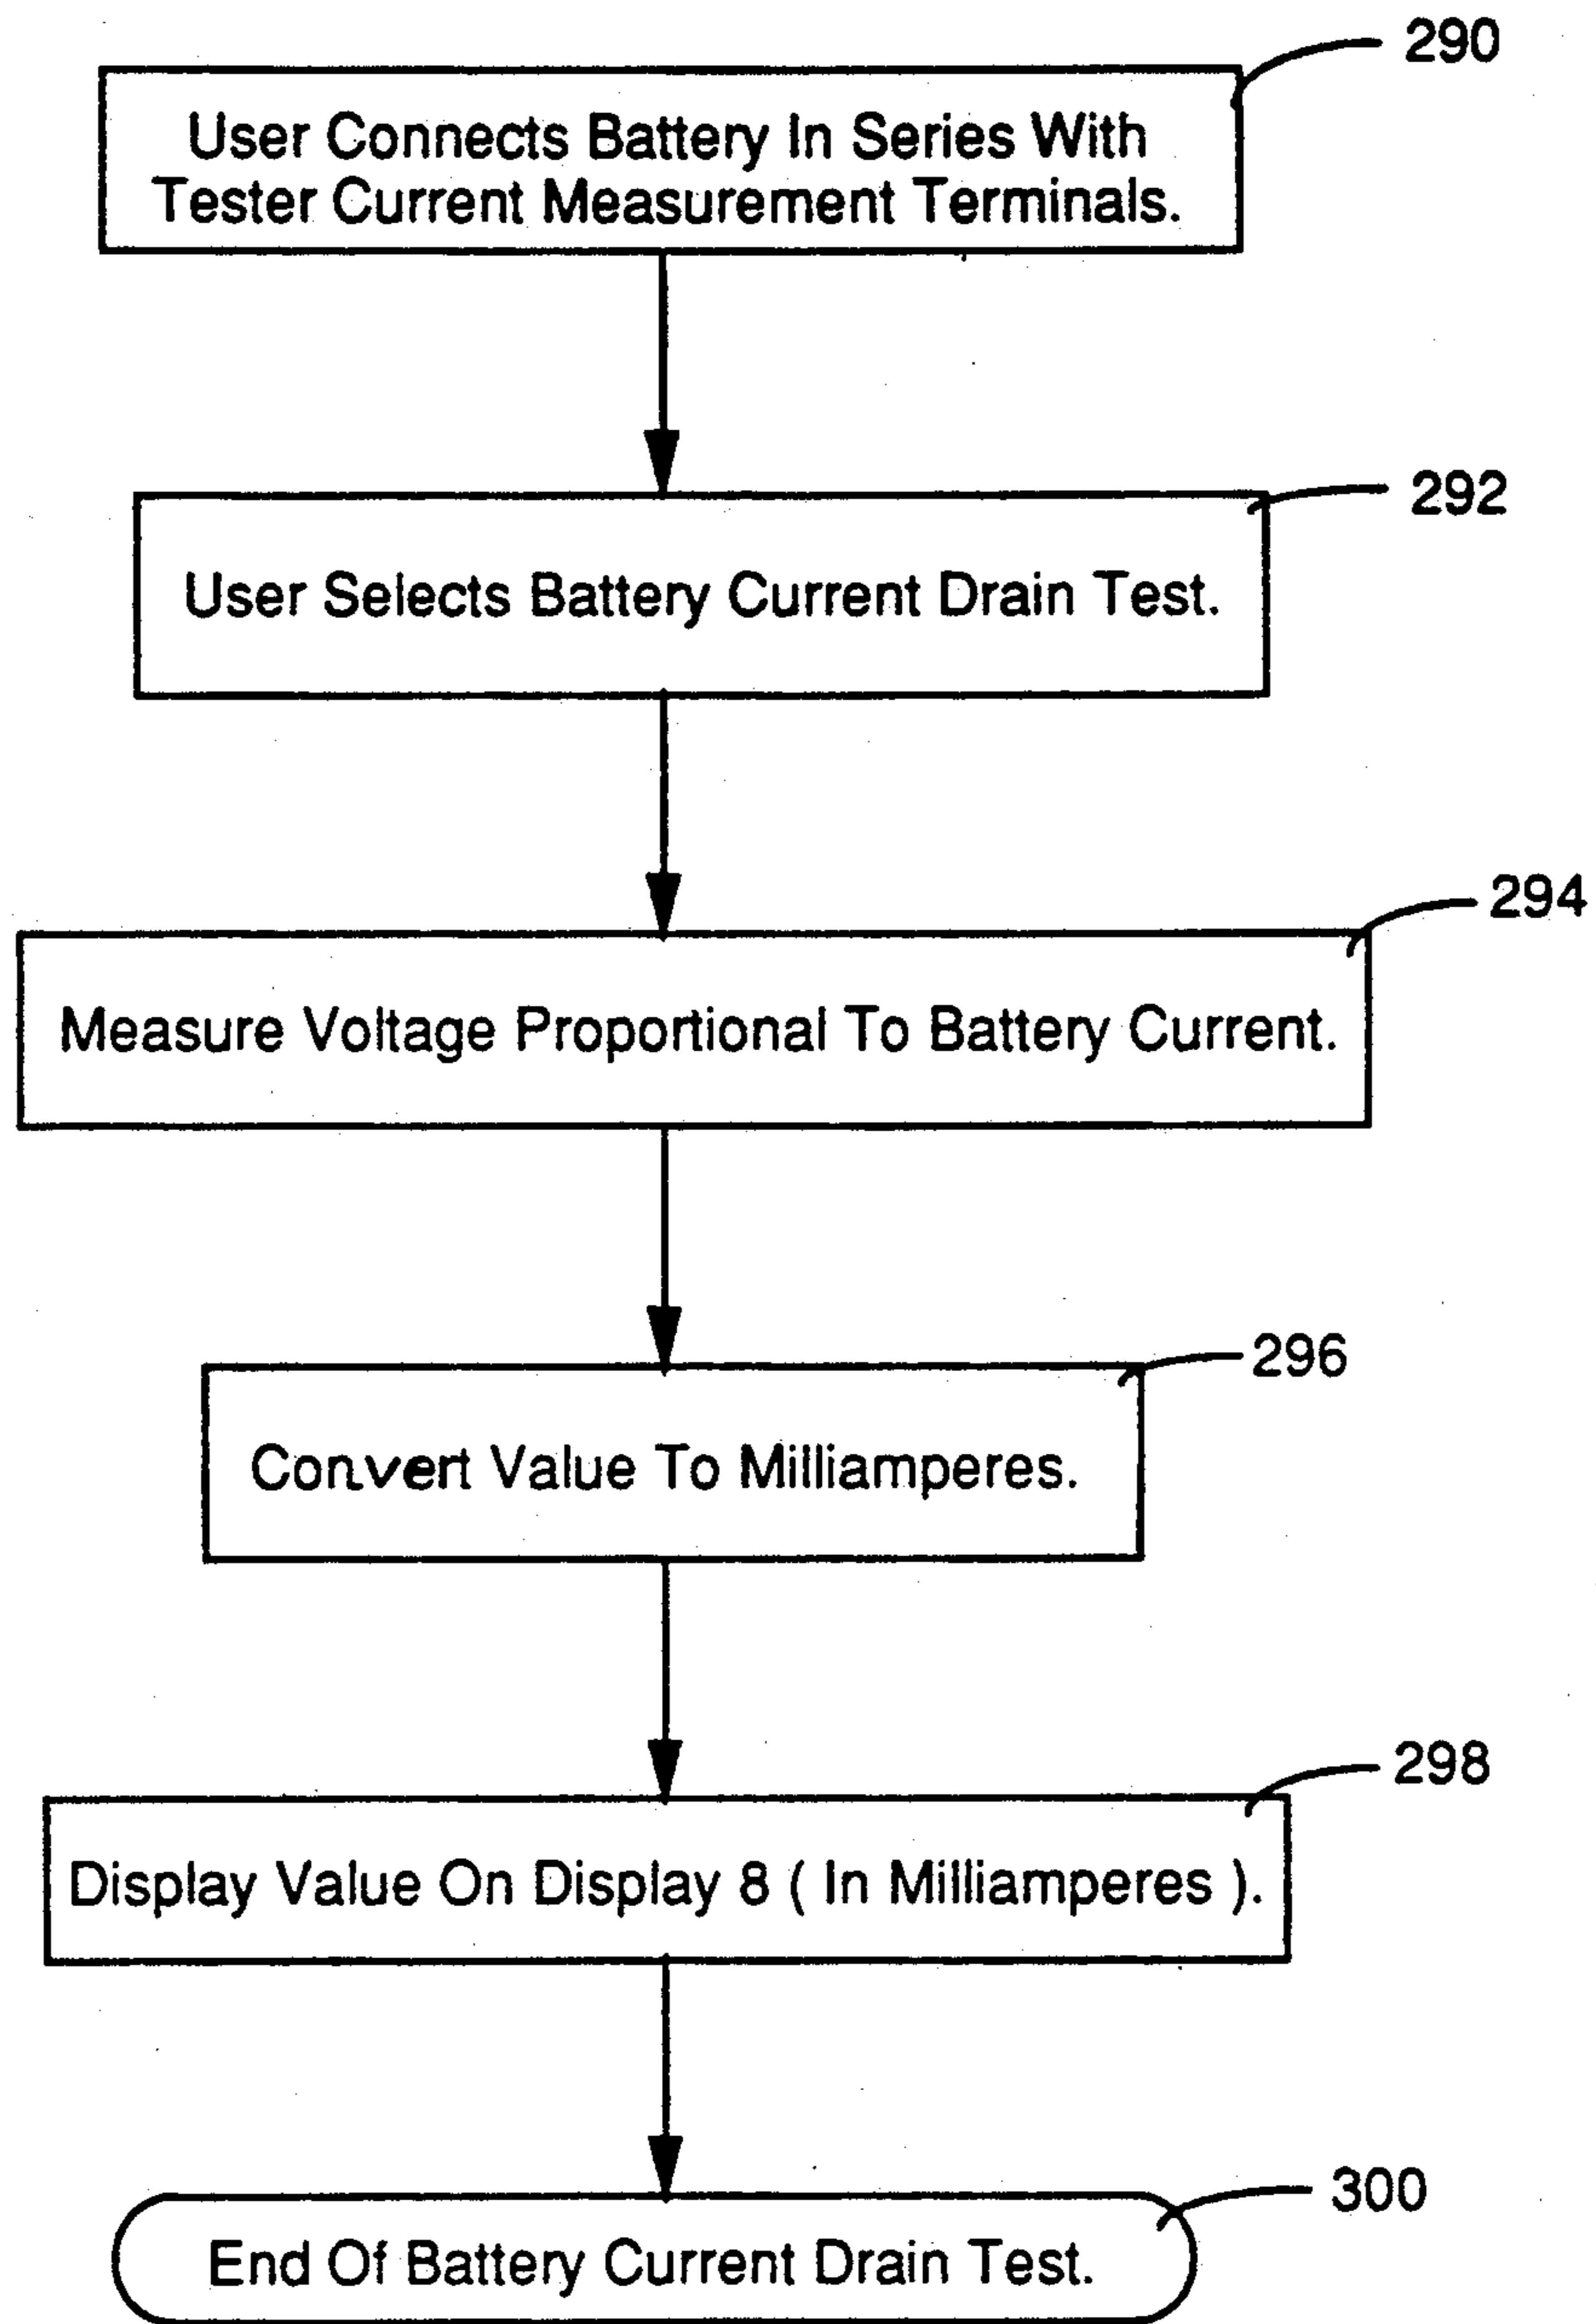 290
User Connects Battery In Series With
Tester Current Measurement Terminals.
292
User Selects Battery Current Drain Test.
294
Measure Voltage Proportional To Battery Current.
296
Convert Value To Milliamperes.
298
Display Value On Display 8 ( In Milliamperes ).
300
End Of Battery Current Drain Test.